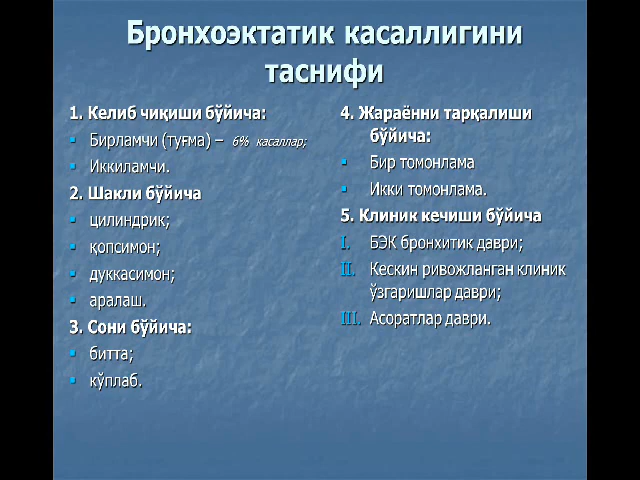 Бронхоэктатик касаллигини
таснифи
1. Келиб чиқиши бўйича:
Бирламчи (туғма) – 6% касаллар;
Иккиламчи.
2. Шакли бўйича
цилиндрик;
қопсимон;
дуккасимон;
аралаш.
3. Сони бўйича:
битта;
кўплаб.
4. Жараённи тарқалиши
бўйича:
Бир томонлама
Икки томонлама.
5. Клиник кечиши бўйича
I. БЭК бронхитик даври;
II. Кескин ривожланган клиник
ўзгаришлар даври;
III. Асоратлар даври.